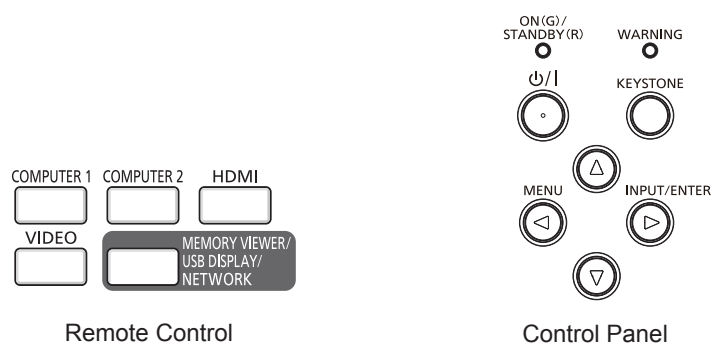 COMPUTER 1 COMPUTER 2 HDMI
VIDEO
MEMORY VIEWER/
USB DISPLAY/
NETWORK
Remote Control
ON(G)/
STANDBY(R)
WARNING
⏻/|
KEYSTONE
MENU
INPUT/ENTER
Control Panel